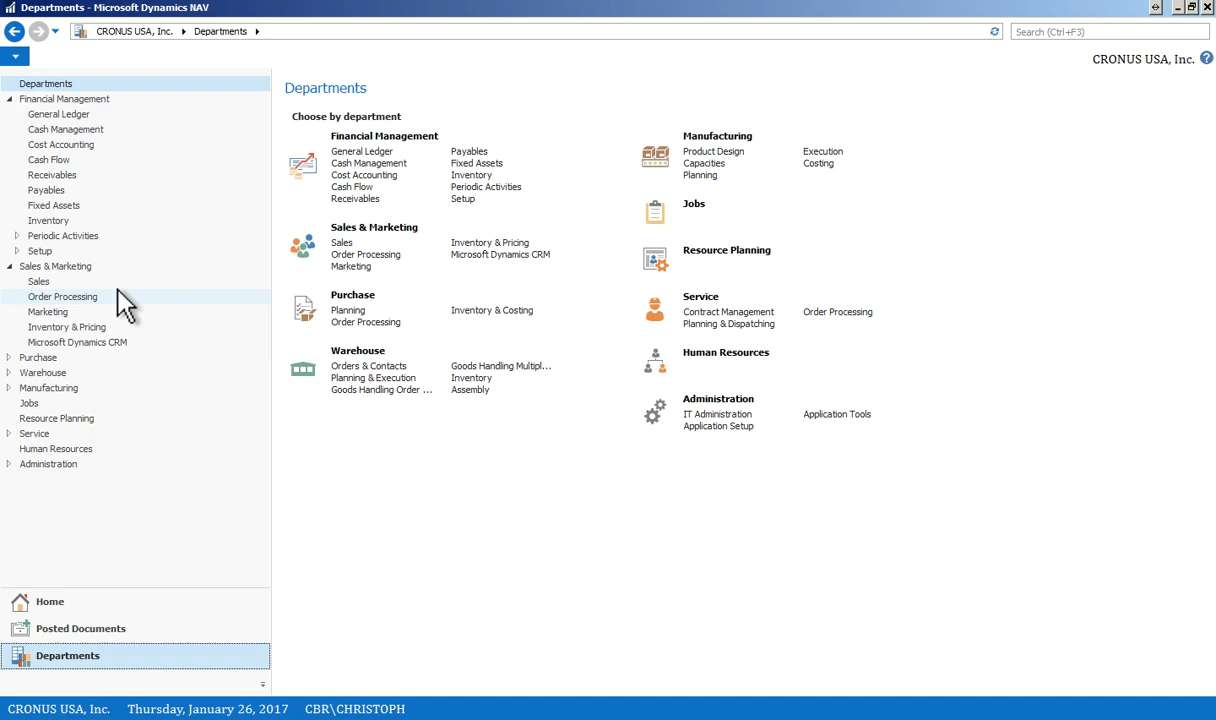 Departments - Microsoft Dynamics NAV
CRONUS USA, Inc. Departments
Search (Ctrl+F3)
CRONUS USA, Inc.
Departments
Financial Management
General Ledger
Cash Management
Cost Accounting
Cash Flow
Receivables
Payables
Fixed Assets
Inventory
Periodic Activities
Setup
Sales & Marketing
Sales
Order Processing
Marketing
Inventory & Pricing
Microsoft Dynamics CRM
Purchase
Warehouse
Manufacturing
Jobs
Resource Planning
Service
Human Resources
Administration
Home
Posted Documents
Departments
Departments
Choose by department
Financial Management
General Ledger
Cash Management
Cost Accounting
Cash Flow
Receivables
Payables
Fixed Assets
Inventory
Periodic Activities
Setup
Sales & Marketing
Sales
Order Processing
Marketing
Inventory & Pricing
Microsoft Dynamics CRM
Purchase
Planning
Order Processing
Inventory & Costing
Warehouse
Orders & Contacts
Planning & Execution
Goods Handling Order ...
Goods Handling Multipl...
Inventory
Assembly
Manufacturing
Product Design
Capacities
Planning
Execution
Costing
Jobs
Resource Planning
Service
Contract Management
Planning & Dispatching
Order Processing
Human Resources
Administration
IT Administration
Application Setup
Application Tools
CRONUS USA, Inc. Thursday, January 26, 2017 CBR\CHRISTOPH